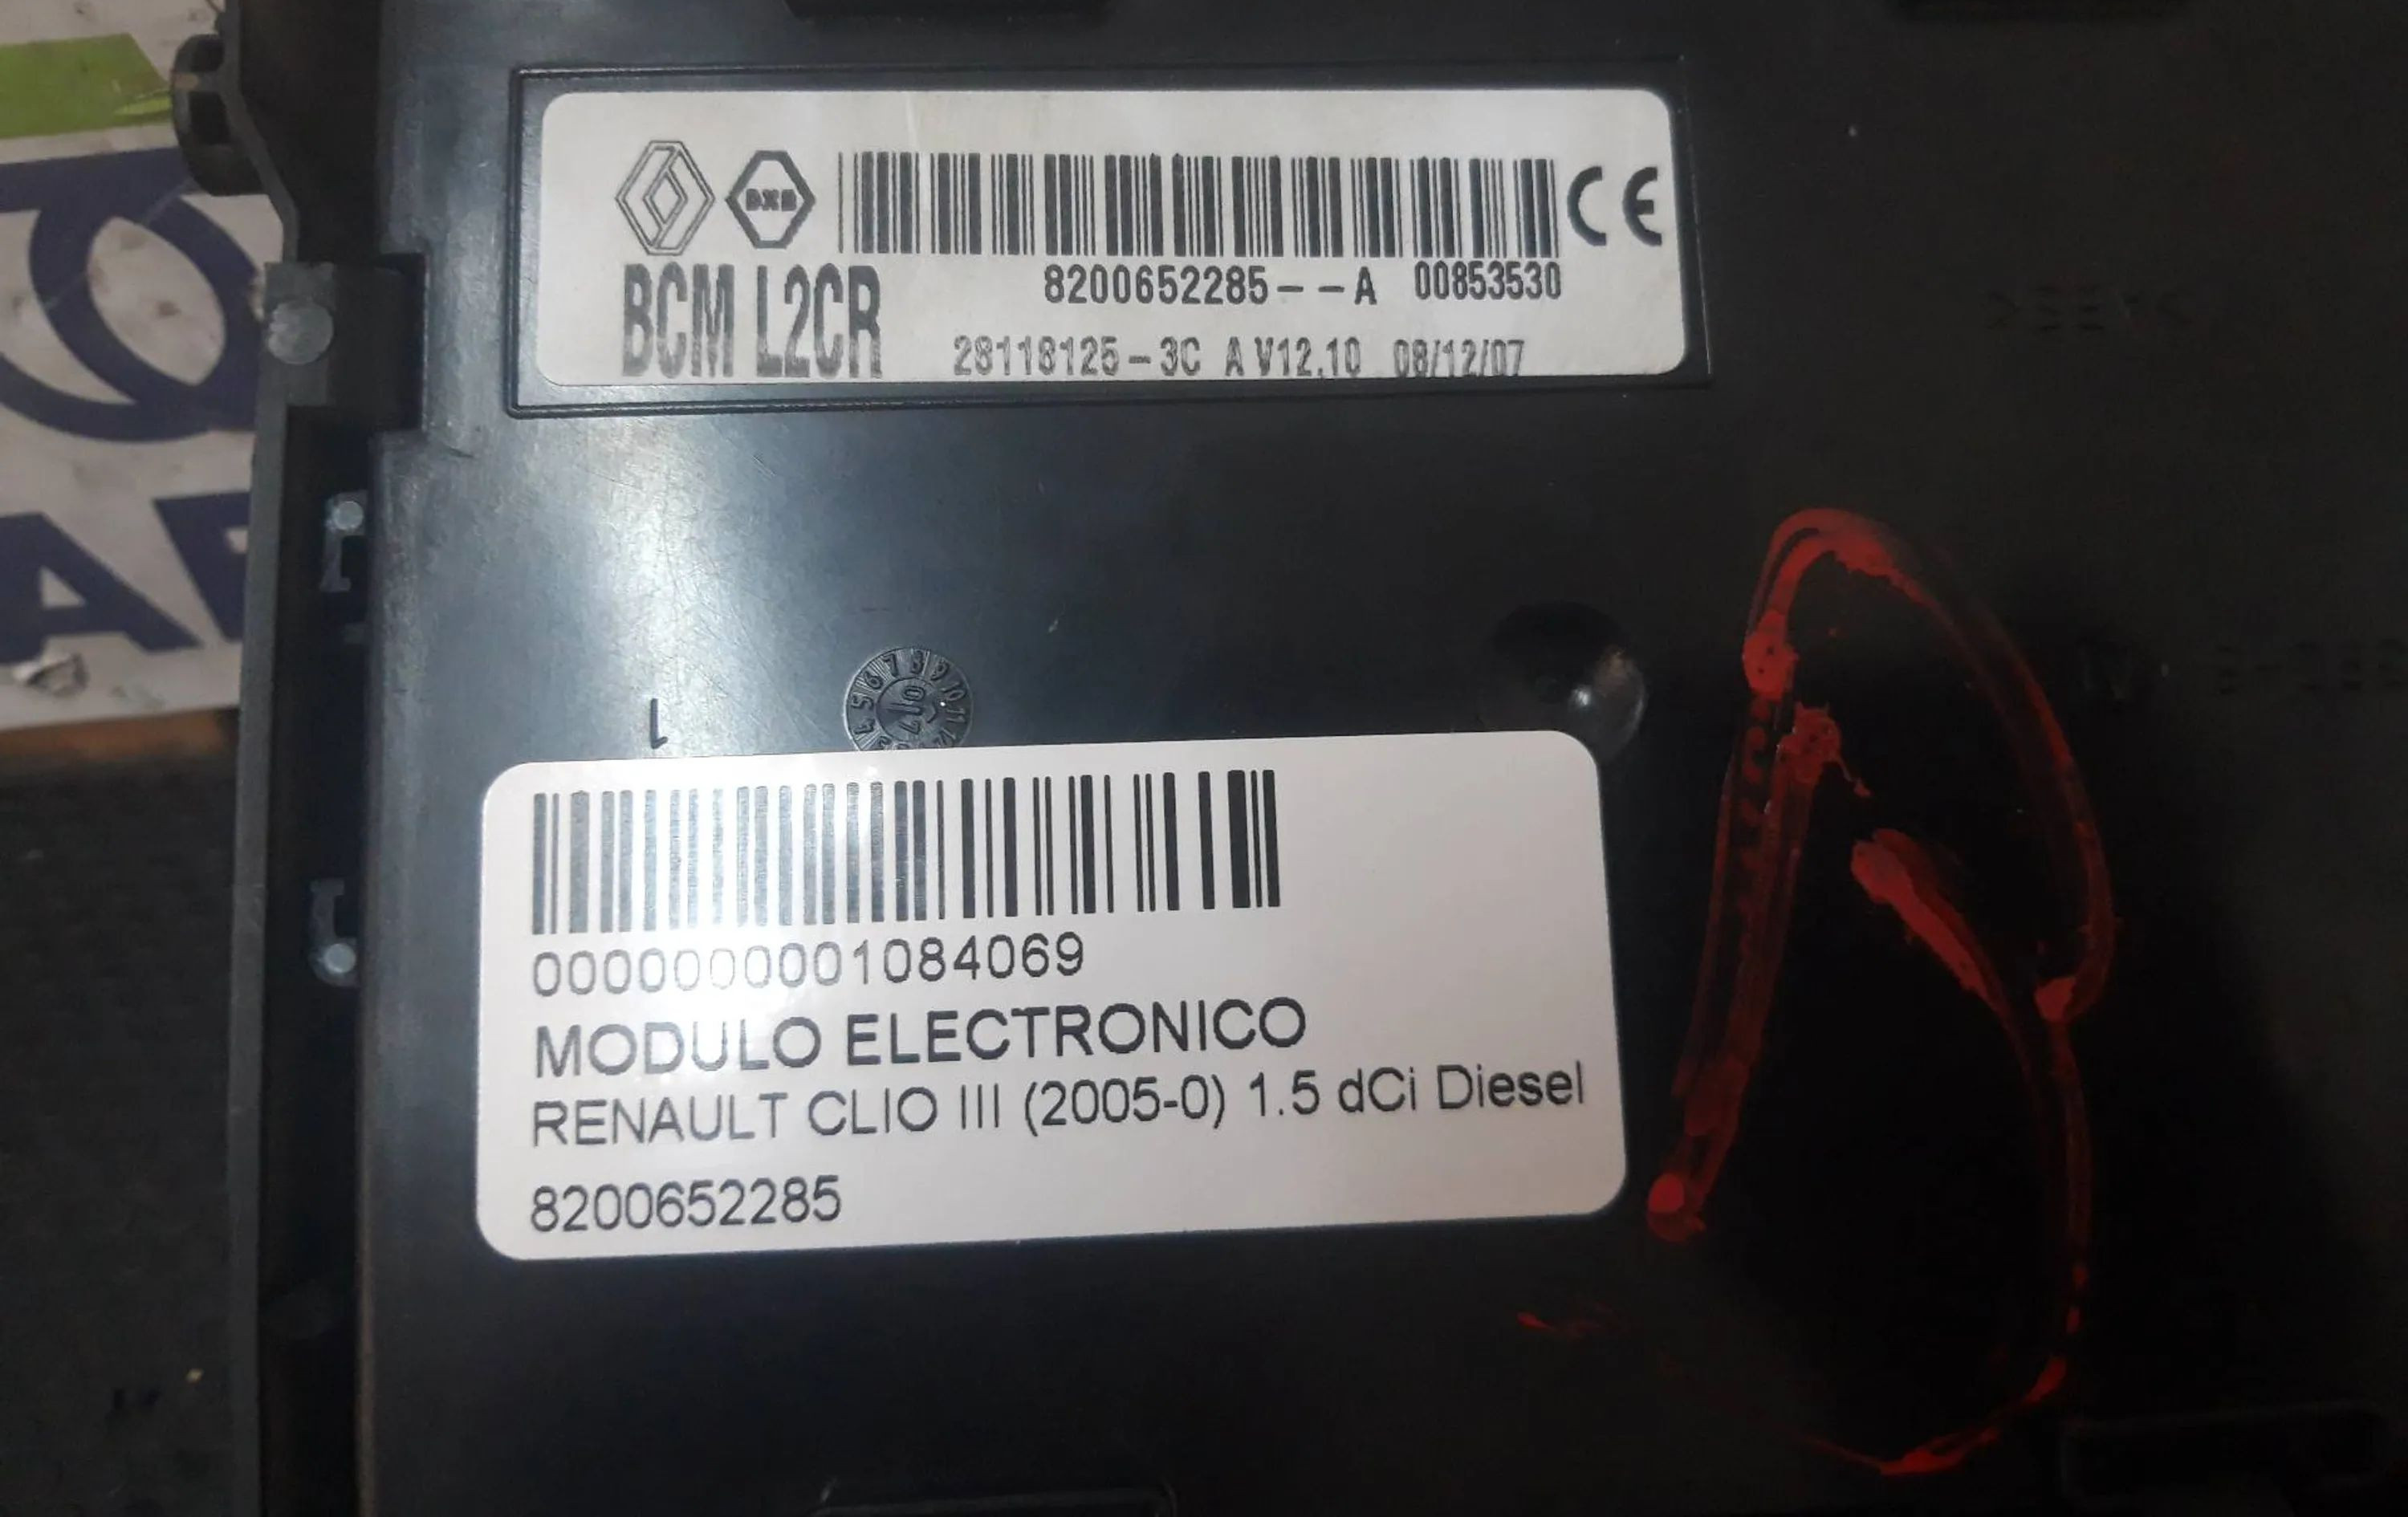 BCM L2CR
8200652285--A 00853530
28118125-3C A V12.10 08/12/07
1
0000000001084069
MODULO ELECTRONICO
RENAULT CLIO III (2005-0) 1.5 dCi Diesel
8200652285